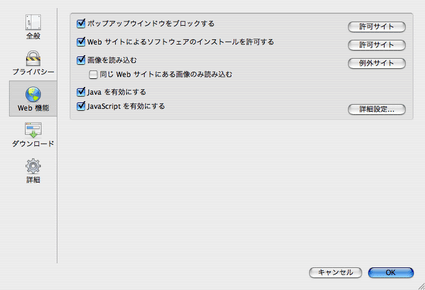 全般
プライバシー
Web 機能
ダウンロード
詳細
ポップアップウインドウをブロックする
許可サイト
Web サイトによるソフトウェアのインストールを許可する
許可サイト
画像を読み込む
例外サイト
同じ Web サイトにある画像のみ読み込む
Java を有効にする
JavaScript を有効にする
詳細設定...
キャンセル
OK